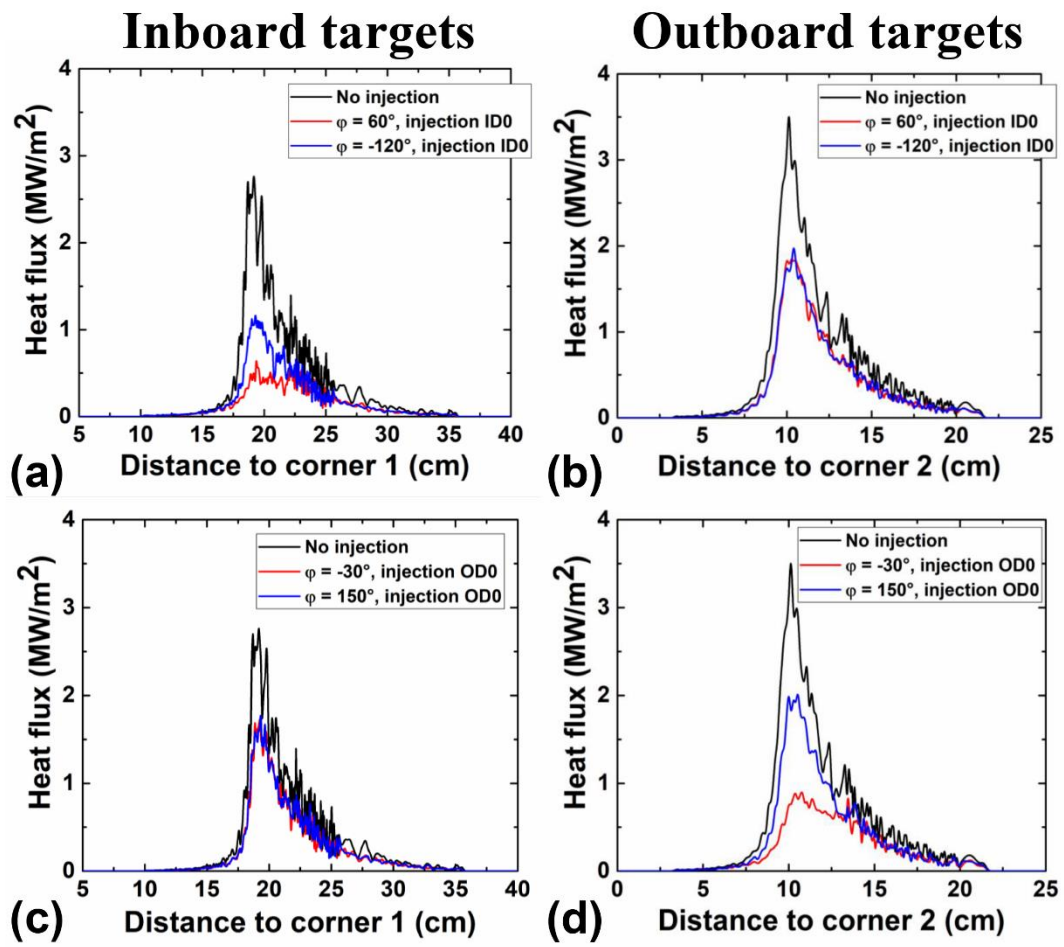 Inboard targets
Outboard targets
4
3
2
1
0
Heat flux (MW/m²)
No injection
φ = 60°, injection ID0
φ = -120°, injection ID0
5 10 15 20 25 30 35 40
Distance to corner 1 (cm)
(a)
4
3
2
1
0
Heat flux (MW/m²)
No injection
φ = 60°, injection ID0
φ = -120°, injection ID0
0 5 10 15 20 25
Distance to corner 2 (cm)
(b)
4
3
2
1
0
Heat flux (MW/m²)
No injection
φ = -30°, injection OD0
φ = 150°, injection OD0
5 10 15 20 25 30 35 40
Distance to corner 1 (cm)
(c)
4
3
2
1
0
Heat flux (MW/m²)
No injection
φ = -30°, injection OD0
φ = 150°, injection OD0
0 5 10 15 20 25
Distance to corner 2 (cm)
(d)